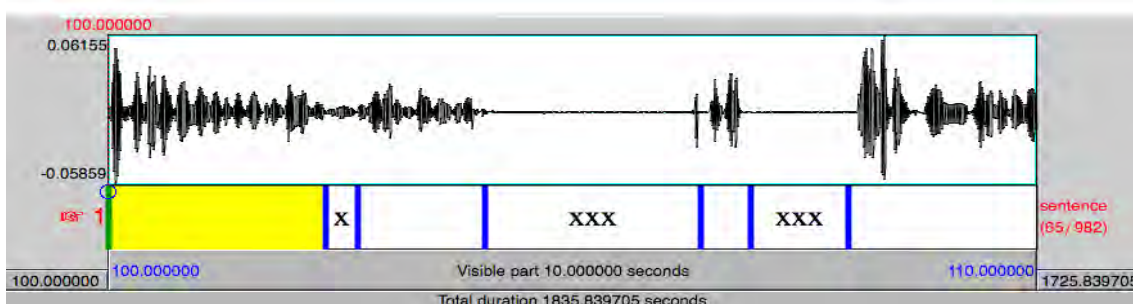 100.000000
0.06155
-0.05859
☞ 1
x
xxx
xxx
sentence
(65/982)
100.000000
100.000000
Visible part 10.000000 seconds
110.000000
1725.839705
Total duration 1835.839705 seconds